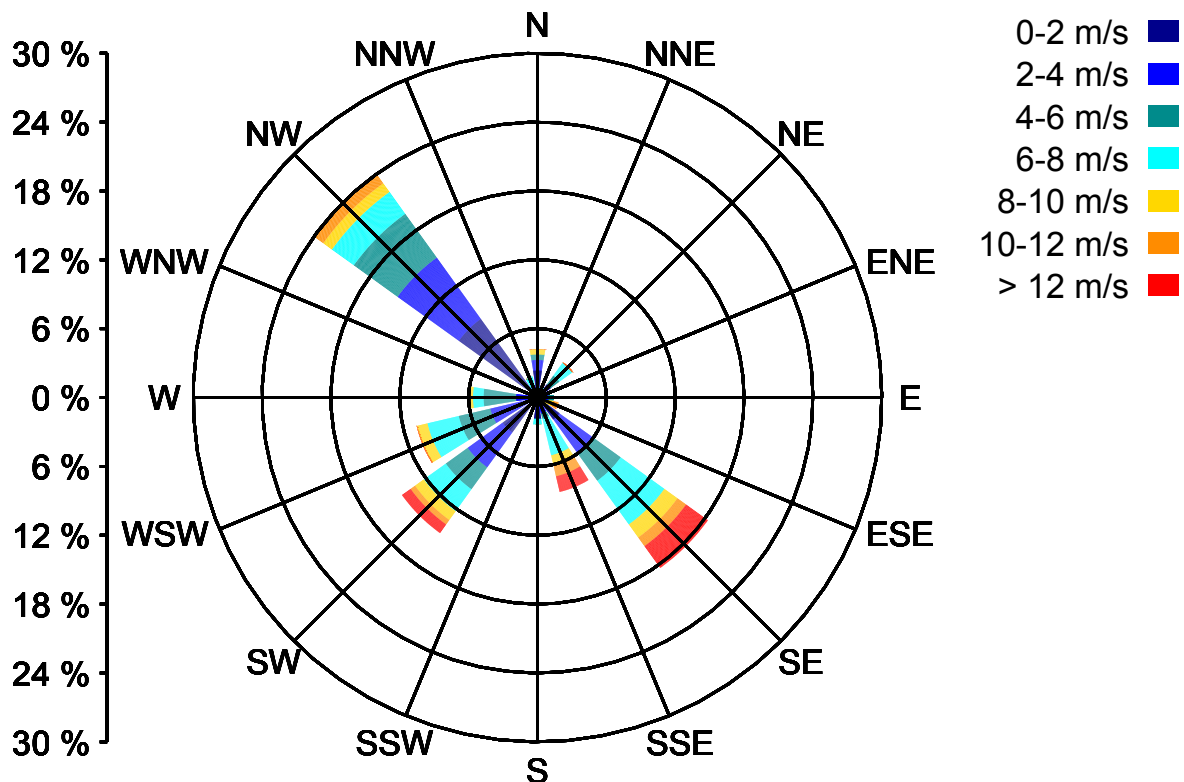 N
NNE
NE
ENE
E
ESE
SE
SSE
S
SSW
SW
WSW
W
WNW
NW
NNW
30 %
24 %
18 %
12 %
6 %
0 %
6 %
12 %
18 %
24 %
30 %
0-2 m/s
2-4 m/s
4-6 m/s
6-8 m/s
8-10 m/s
10-12 m/s
> 12 m/s